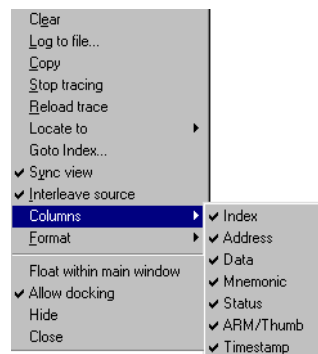 Clear
Log to file...
Copy
Stop tracing
Reload trace
Locate to
Goto Index...
Sync view
Interleave source
Columns
Format
Float within main window
Allow docking
Hide
Close
Index
Address
Data
Mnemonic
Status
ARM/Thumb
Timestamp